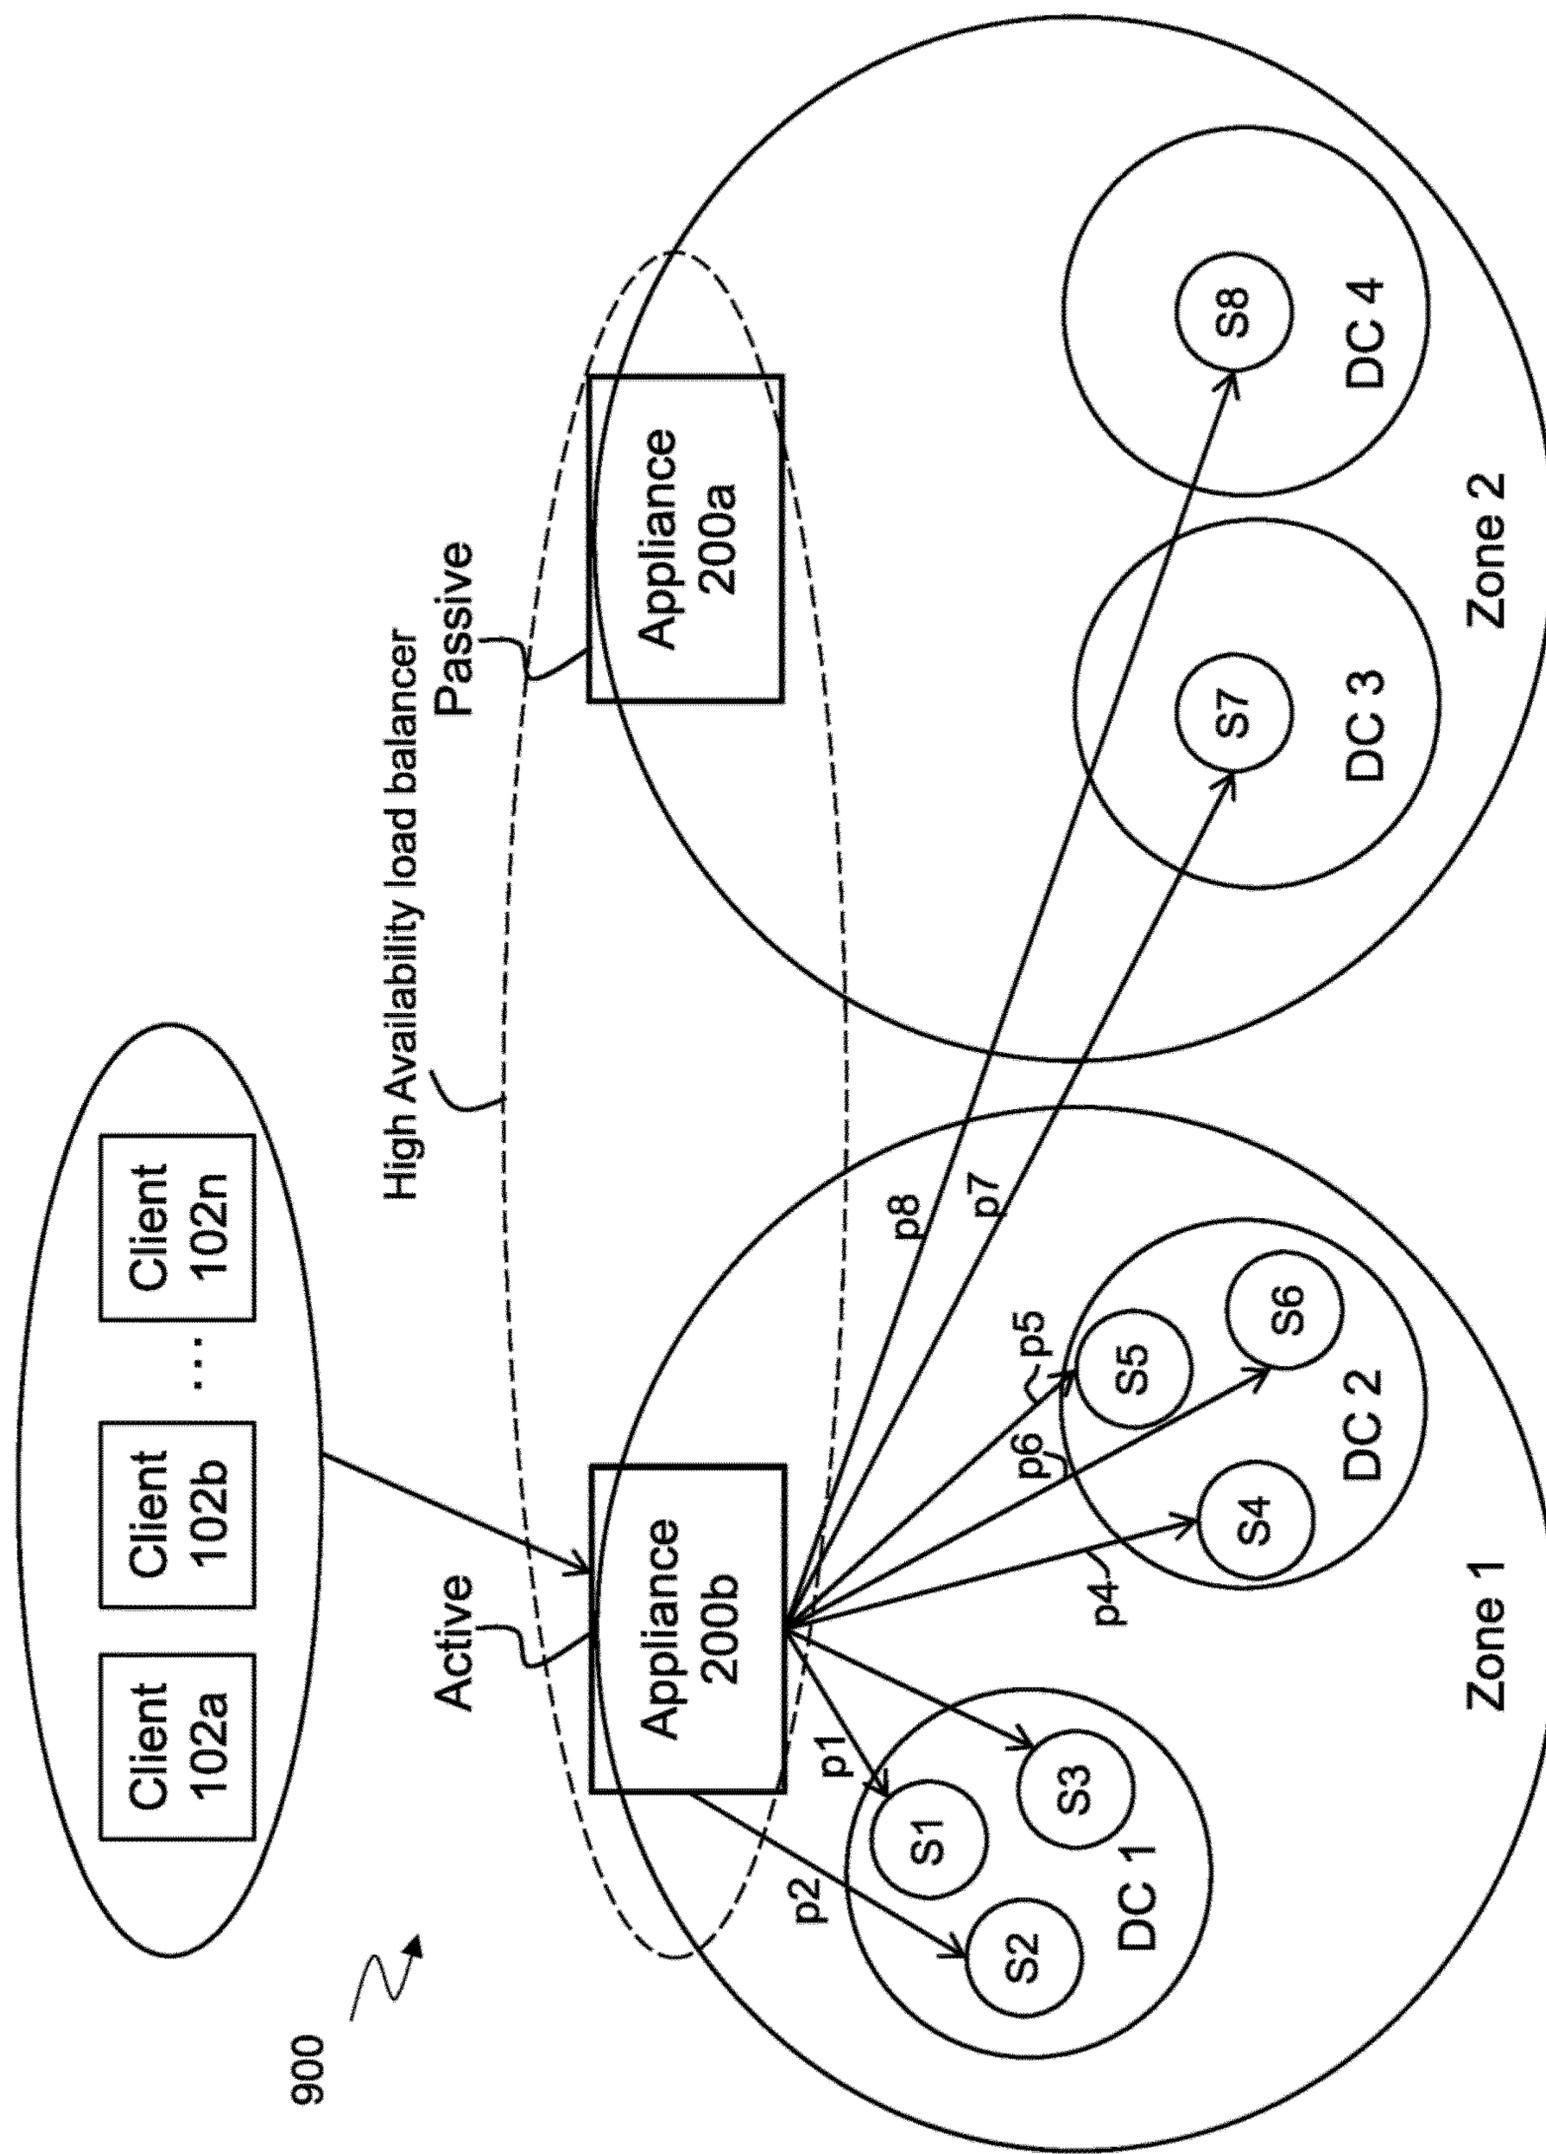 900
Client
102a
Client
102b
...
Client
102n
High Availability load balancer
Active
Passive
Appliance
200b
Appliance
200a
p2
p1
p8
p7
p4
p6
p5
S1
S2
S3
DC 1
S4
S5
S6
DC 2
S7
DC 3
S8
DC 4
Zone 1
Zone 2